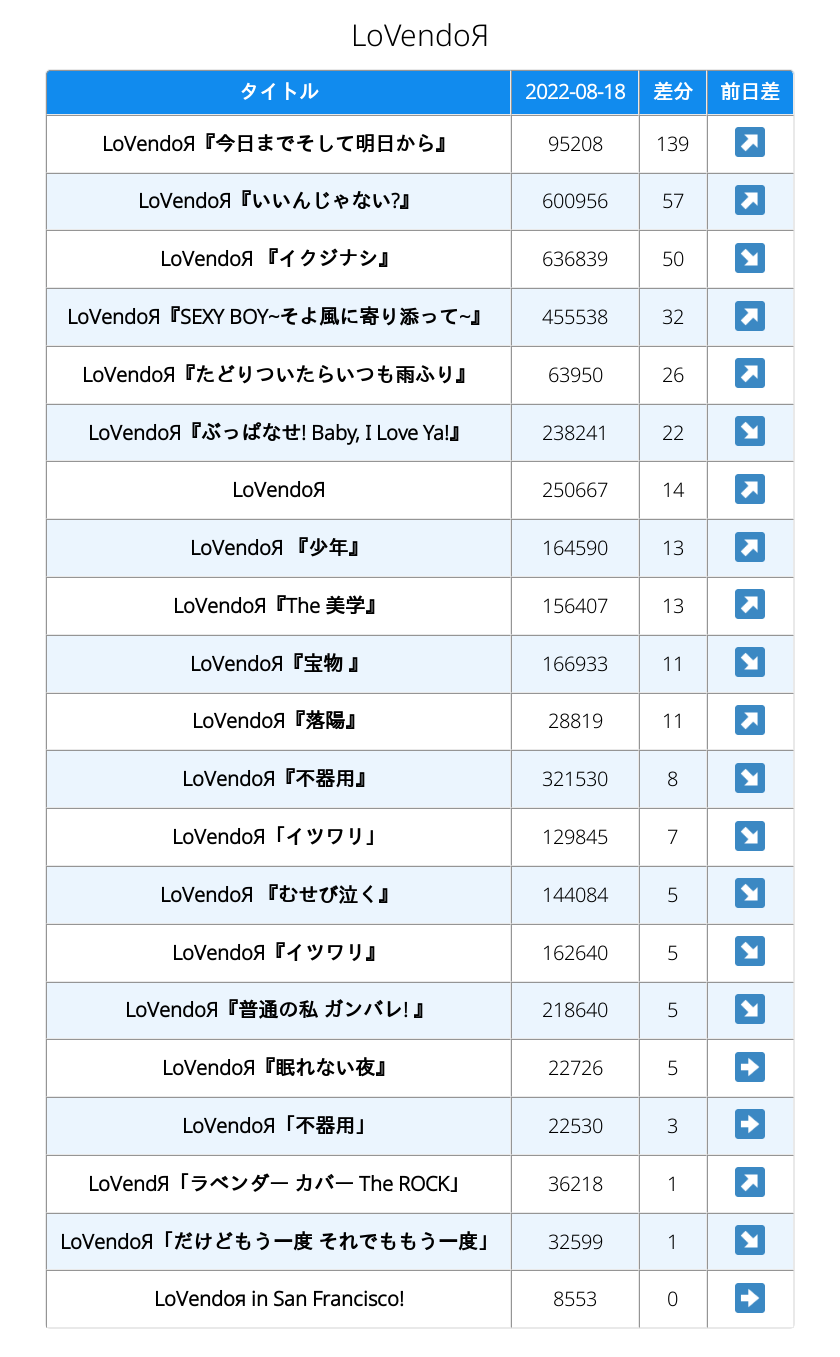 LoVendoЯ
タイトル 2022-08-18 差分 前日差
LoVendoЯ『今日までそして明日から』 95208 139 ↗
LoVendoЯ『いいんじゃない?』 600956 57 ↗
LoVendoЯ 『イクジナシ』 636839 50 ↘
LoVendoЯ『SEXY BOY~そよ風に寄り添って~』 455538 32 ↗
LoVendoЯ『たどりついたらいつも雨ふり』 63950 26 ↗
LoVendoЯ『ぶっぱなせ! Baby, I Love Ya!』 238241 22 ↘
LoVendoЯ 250667 14 ↗
LoVendoЯ 『少年』 164590 13 ↗
LoVendoЯ『The 美学』 156407 13 ↗
LoVendoЯ『宝物 』 166933 11 ↘
LoVendoЯ『落陽』 28819 11 ↗
LoVendoЯ『不器用』 321530 8 ↘
LoVendoЯ「イツワリ」 129845 7 ↘
LoVendoЯ 『むせび泣く』 144084 5 ↘
LoVendoЯ『イツワリ』 162640 5 ↘
LoVendoЯ『普通の私 ガンバレ! 』 218640 5 ↘
LoVendoЯ『眠れない夜』 22726 5 ➡
LoVendoЯ「不器用」 22530 3 ➡
LoVendЯ「ラベンダー カバー The ROCK」 36218 1 ↗
LoVendoЯ「だけどもう一度 それでももう一度」 32599 1 ↘
LoVendoя in San Francisco! 8553 0 ➡